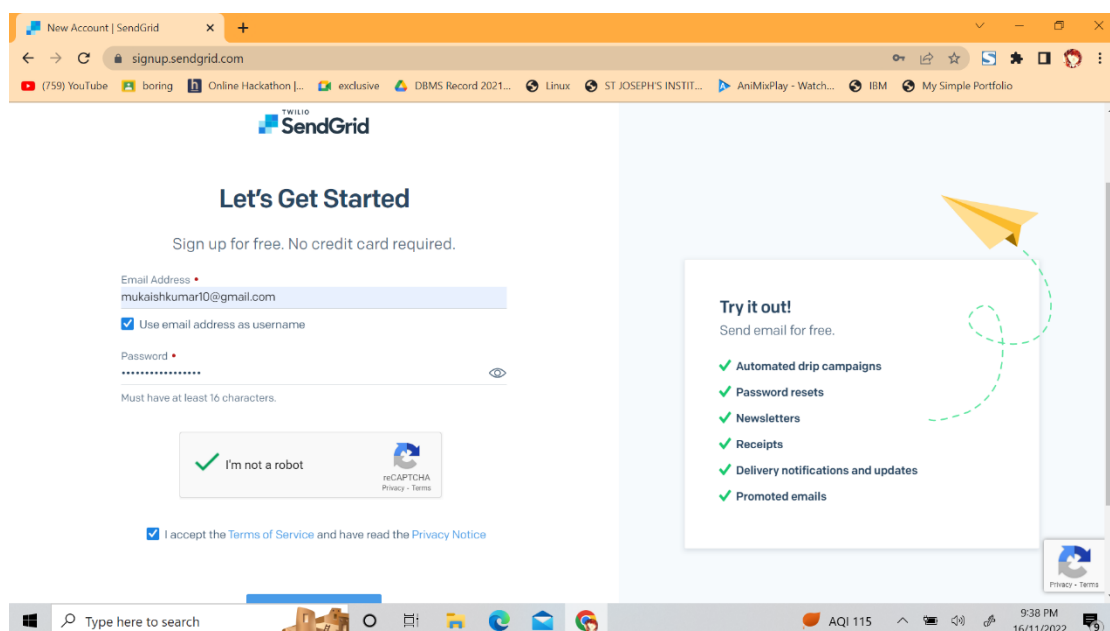 New Account | SendGrid
signup.sendgrid.com
(759) YouTube boring Online Hackathon |... exclusive DBMS Record 2021... Linux ST JOSEPH'S INSTIT... AniMixPlay - Watch... IBM My Simple Portfolio
TWILIO
SendGrid
Let's Get Started
Sign up for free. No credit card required.
Email Address •
mukaishkumar10@gmail.com
Use email address as username
Password •
•••••••••••••••••
Must have at least 16 characters.
I'm not a robot
reCAPTCHA
Privacy - Terms
I accept the Terms of Service and have read the Privacy Notice
Try it out!
Send email for free.
Automated drip campaigns
Password resets
Newsletters
Receipts
Delivery notifications and updates
Promoted emails
Privacy - Terms
Type here to search
AQI 115
9:38 PM
16/11/2022
9